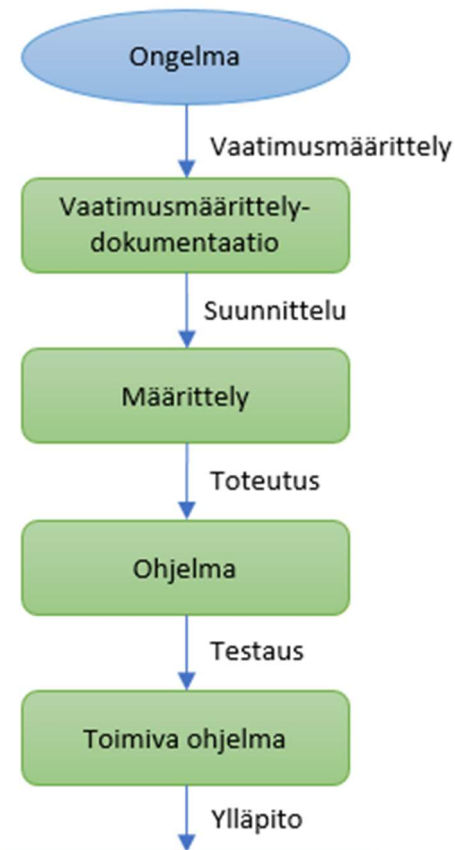 Ongelma
Vaatimusmäärittely
Vaatimusmäärittely-
dokumentaatio
Suunnittelu
Määrittely
Toteutus
Ohjelma
Testaus
Toimiva ohjelma
Ylläpito